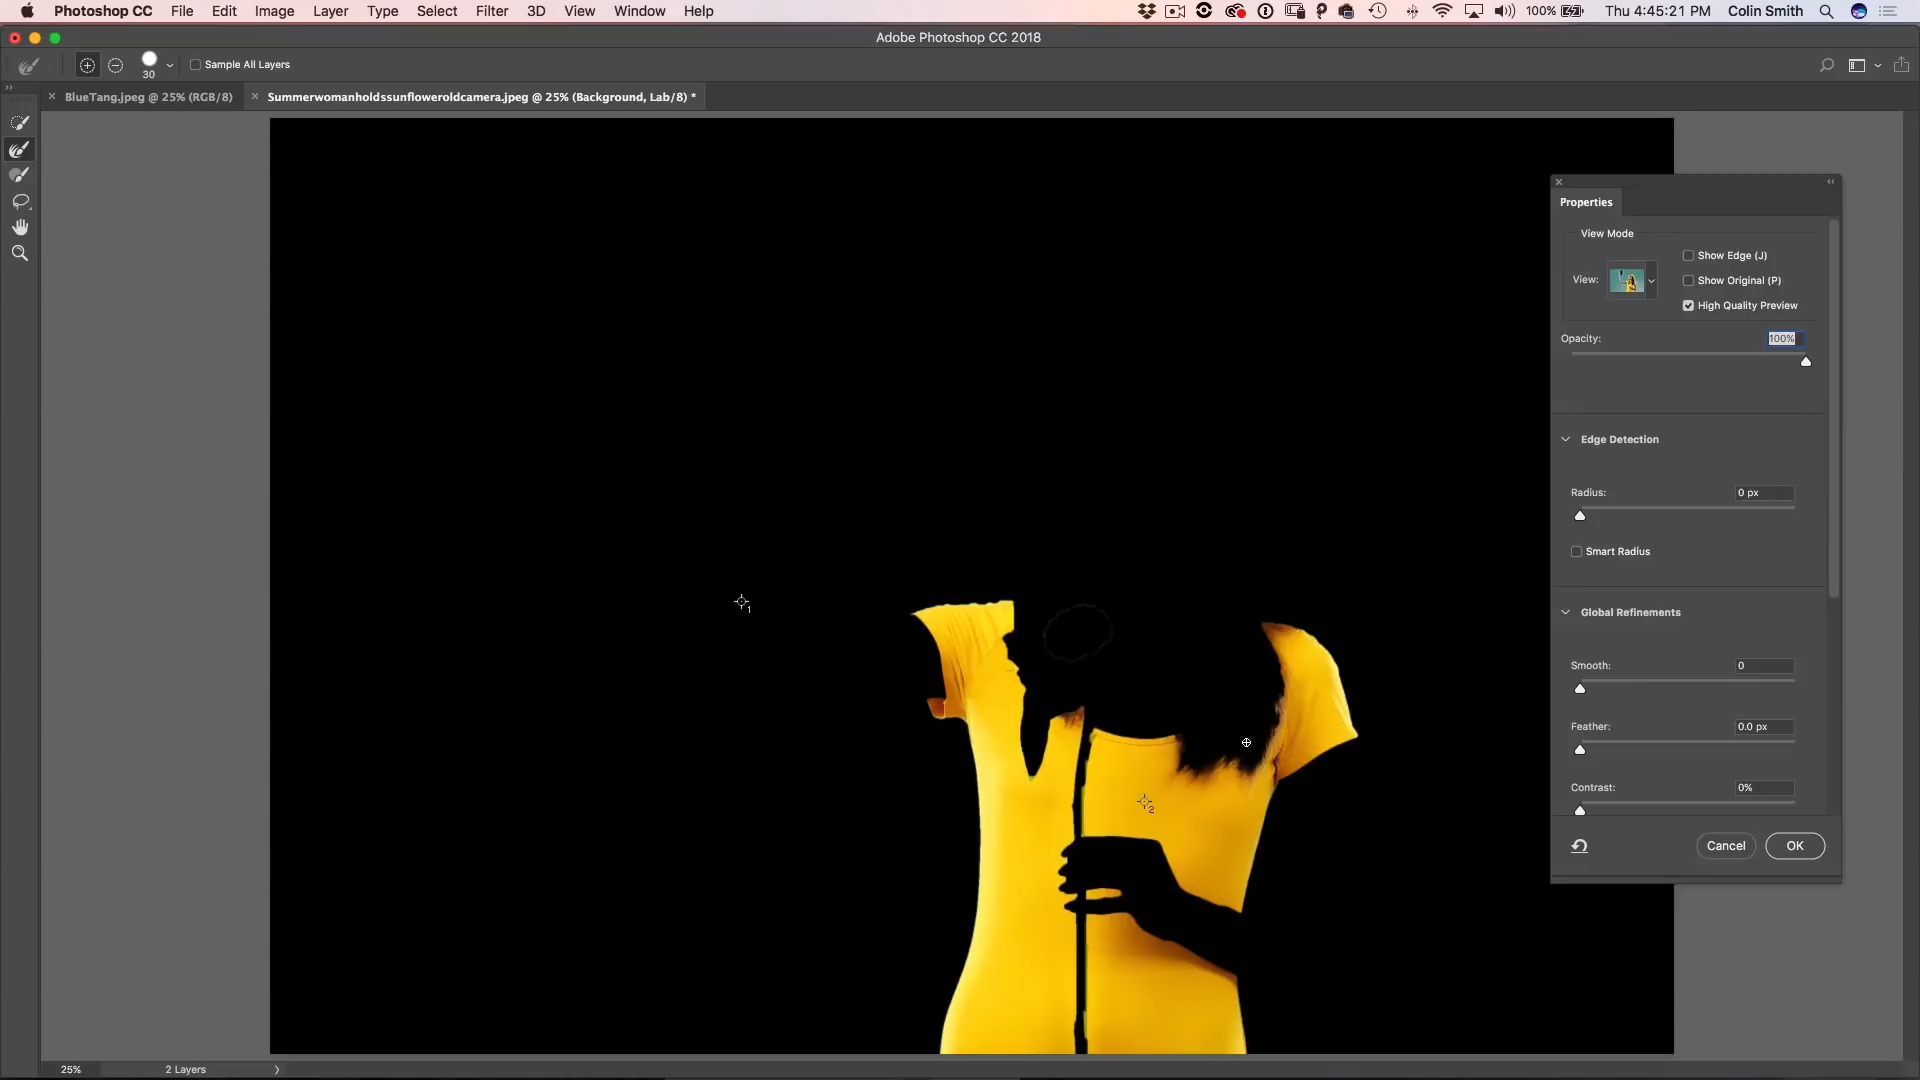 Photoshop CC File Edit Image Layer Type Select Filter 3D View Window Help 100% Thu 4:45:21 PM Colin Smith
Adobe Photoshop CC 2018
30 Sample All Layers
BlueTang.jpeg @ 25% (RGB/8) Summerwomanholdssunfloweroldcamera.jpeg @ 25% (Background, Lab/8) *
Properties
View Mode
Show Edge (J)
View:
Show Original (P)
High Quality Preview
Opacity: 100%
Edge Detection
Radius: 0 px
Smart Radius
1
Global Refinements
Smooth: 0
Feather: 0.0 px
Contrast: 0%
2
Cancel OK
25% 2 Layers